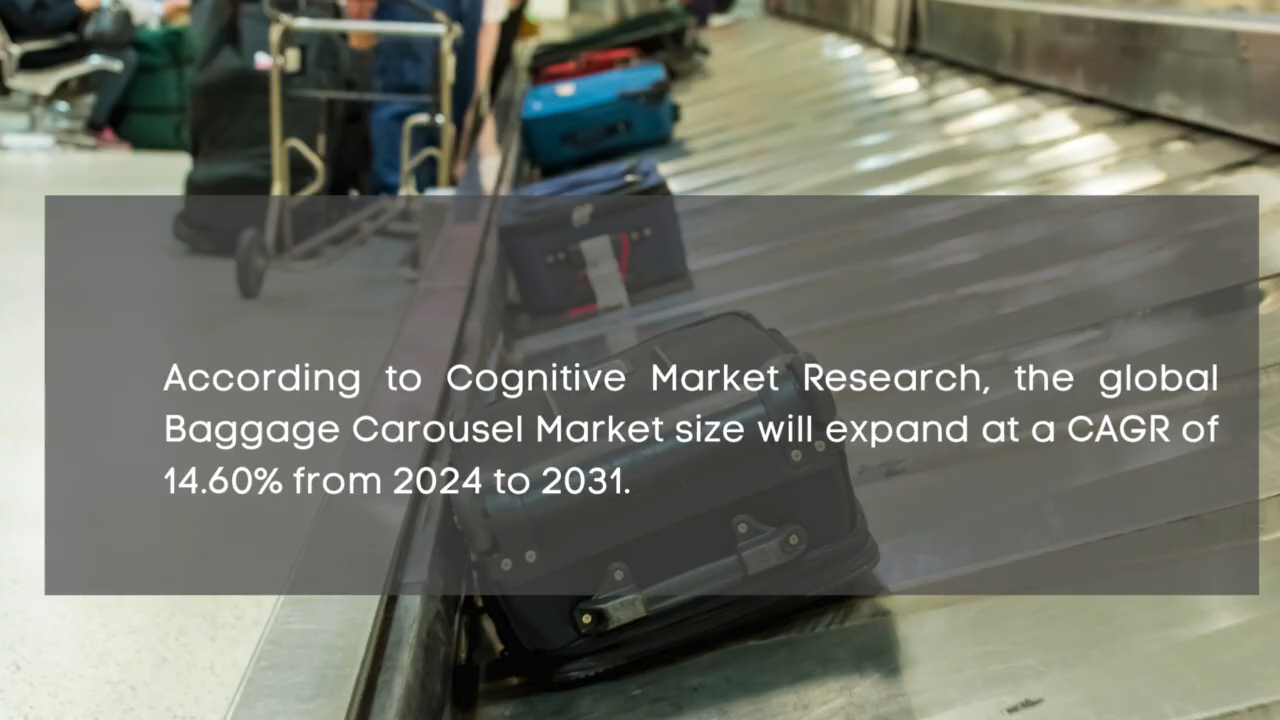 According to Cognitive Market Research, the global
Baggage Carousel Market size will expand at a CAGR of
14.60% from 2024 to 2031.